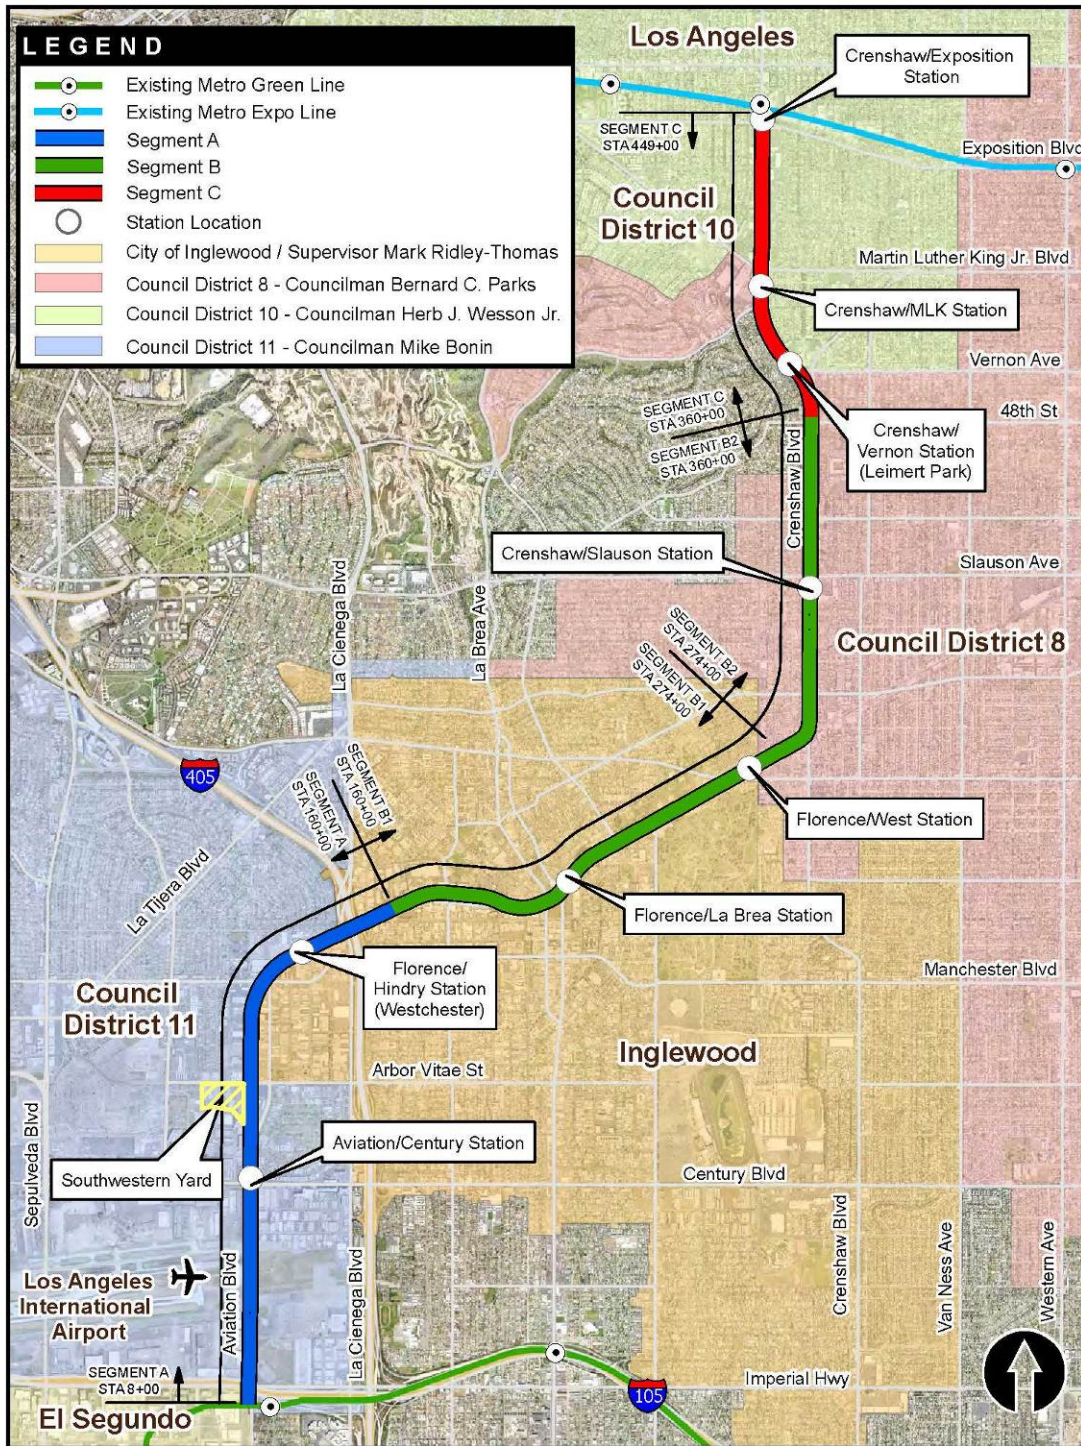 LEGEND
Existing Metro Green Line
Existing Metro Expo Line
Segment A
Segment B
Segment C
Station Location
City of Inglewood / Supervisor Mark Ridley-Thomas
Council District 8 - Councilman Bernard C. Parks
Council District 10 - Councilman Herb J. Wesson Jr.
Council District 11 - Councilman Mike Bonin
Los Angeles
Crenshaw/Exposition
Station
SEGMENT C
STA 449+00
Exposition Blvd
Council
District 10
Martin Luther King Jr. Blvd
Crenshaw/MLK Station
Vernon Ave
SEGMENT C
STA 360+00
SEGMENT B2
STA 360+00
48th St
Crenshaw Blvd
Crenshaw/
Vernon Station
(Leimert Park)
Crenshaw/Slauson Station
Slauson Ave
La Cienega Blvd
La Brea Ave
SEGMENT B2
STA 274+00
SEGMENT B1
STA 274+00
Council District 8
405
SEGMENT B1
STA 160+00
SEGMENT A
STA 160+00
Florence/West Station
La Tijera Blvd
Florence/La Brea Station
Florence/
Hindry Station
(Westchester)
Manchester Blvd
Council
District 11
Inglewood
Arbor Vitae St
Sepulveda Blvd
Aviation/Century Station
Southwestern Yard
Century Blvd
Los Angeles
International
Airport
Aviation Blvd
La Cienega Blvd
Crenshaw Blvd
Van Ness Ave
Western Ave
SEGMENT A
STA 8+00
El Segundo
105
Imperial Hwy